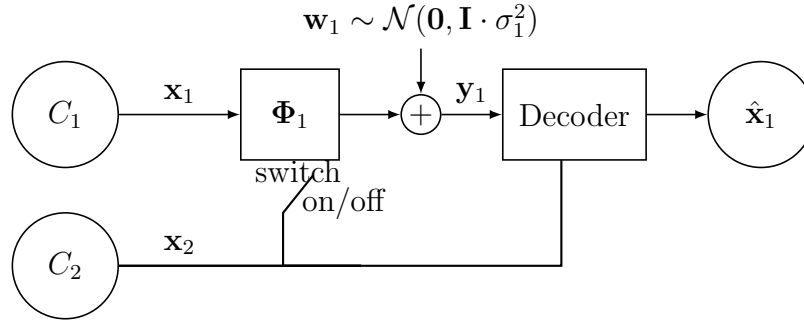 w₁ ∼ 𝒩(0, I · σ₁²)
C₁
x₁
Φ₁
+
y₁
Decoder
x̂₁
switch
on/off
C₂
x₂